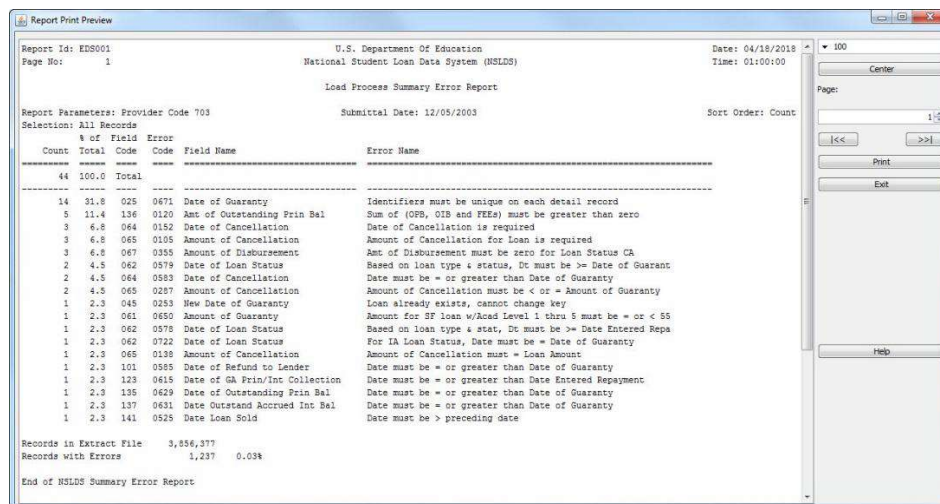 Report Print Preview
Report Id: EDS001 U.S. Department Of Education Date: 04/18/2018
Page No: 1 National Student Loan Data System (NSLDS) Time: 01:00:00
Load Process Summary Error Report
Report Parameters: Provider Code 703 Submittal Date: 12/05/2003 Sort Order: Count
Selection: All Records
% of Field Error
Count Total Code Code Field Name Error Name
44 100.0 Total
14 31.8 025 0671 Date of Guaranty Identifiers must be unique on each detail record
5 11.4 136 0120 Amt of Outstanding Prin Bal Sum of (OPB, OIB and FEEs) must be greater than zero
3 6.8 064 0152 Date of Cancellation Date of Cancellation is required
3 6.8 065 0105 Amount of Cancellation Amount of Cancellation for Loan is required
3 6.8 067 0355 Amount of Disbursement Amt of Disbursement must be zero for Loan Status CA
2 4.5 062 0579 Date of Loan Status Based on loan type & status, Dt must be >= Date of Guarant
2 4.5 064 0583 Date of Cancellation Date must be = or greater than Date of Guaranty
2 4.5 065 0287 Amount of Cancellation Amount of Cancellation must be < or = Amount of Guaranty
1 2.3 045 0253 New Date of Guaranty Loan already exists, cannot change key
1 2.3 061 0650 Amount of Guaranty Amount for SF loan w/Acad Level 1 thru 5 must be = or < 55
1 2.3 062 0578 Date of Loan Status Based on loan type & stat, Dt must be >= Date Entered Repa
1 2.3 062 0722 Date of Loan Status For IA Loan Status, Date must be = Date of Guaranty
1 2.3 065 0138 Amount of Cancellation Amount of Cancellation must = Loan Amount
1 2.3 101 0585 Date of Refund to Lender Date must be = or greater than Date of Guaranty
1 2.3 123 0615 Date of GA Prin/Int Collection Date must be = or greater than Date Entered Repayment
1 2.3 135 0629 Date of Outstanding Prin Bal Date must be = or greater than Date of Guaranty
1 2.3 137 0631 Date Outstand Accrued Int Bal Date must be = or greater than Date of Guaranty
1 2.3 141 0525 Date Loan Sold Date must be > preceding date
Records in Extract File 3,856,377
Records with Errors 1,237 0.03%
End of NSLDS Summary Error Report
100
Center
Page:
1
|<< >>|
Print
Exit
Help